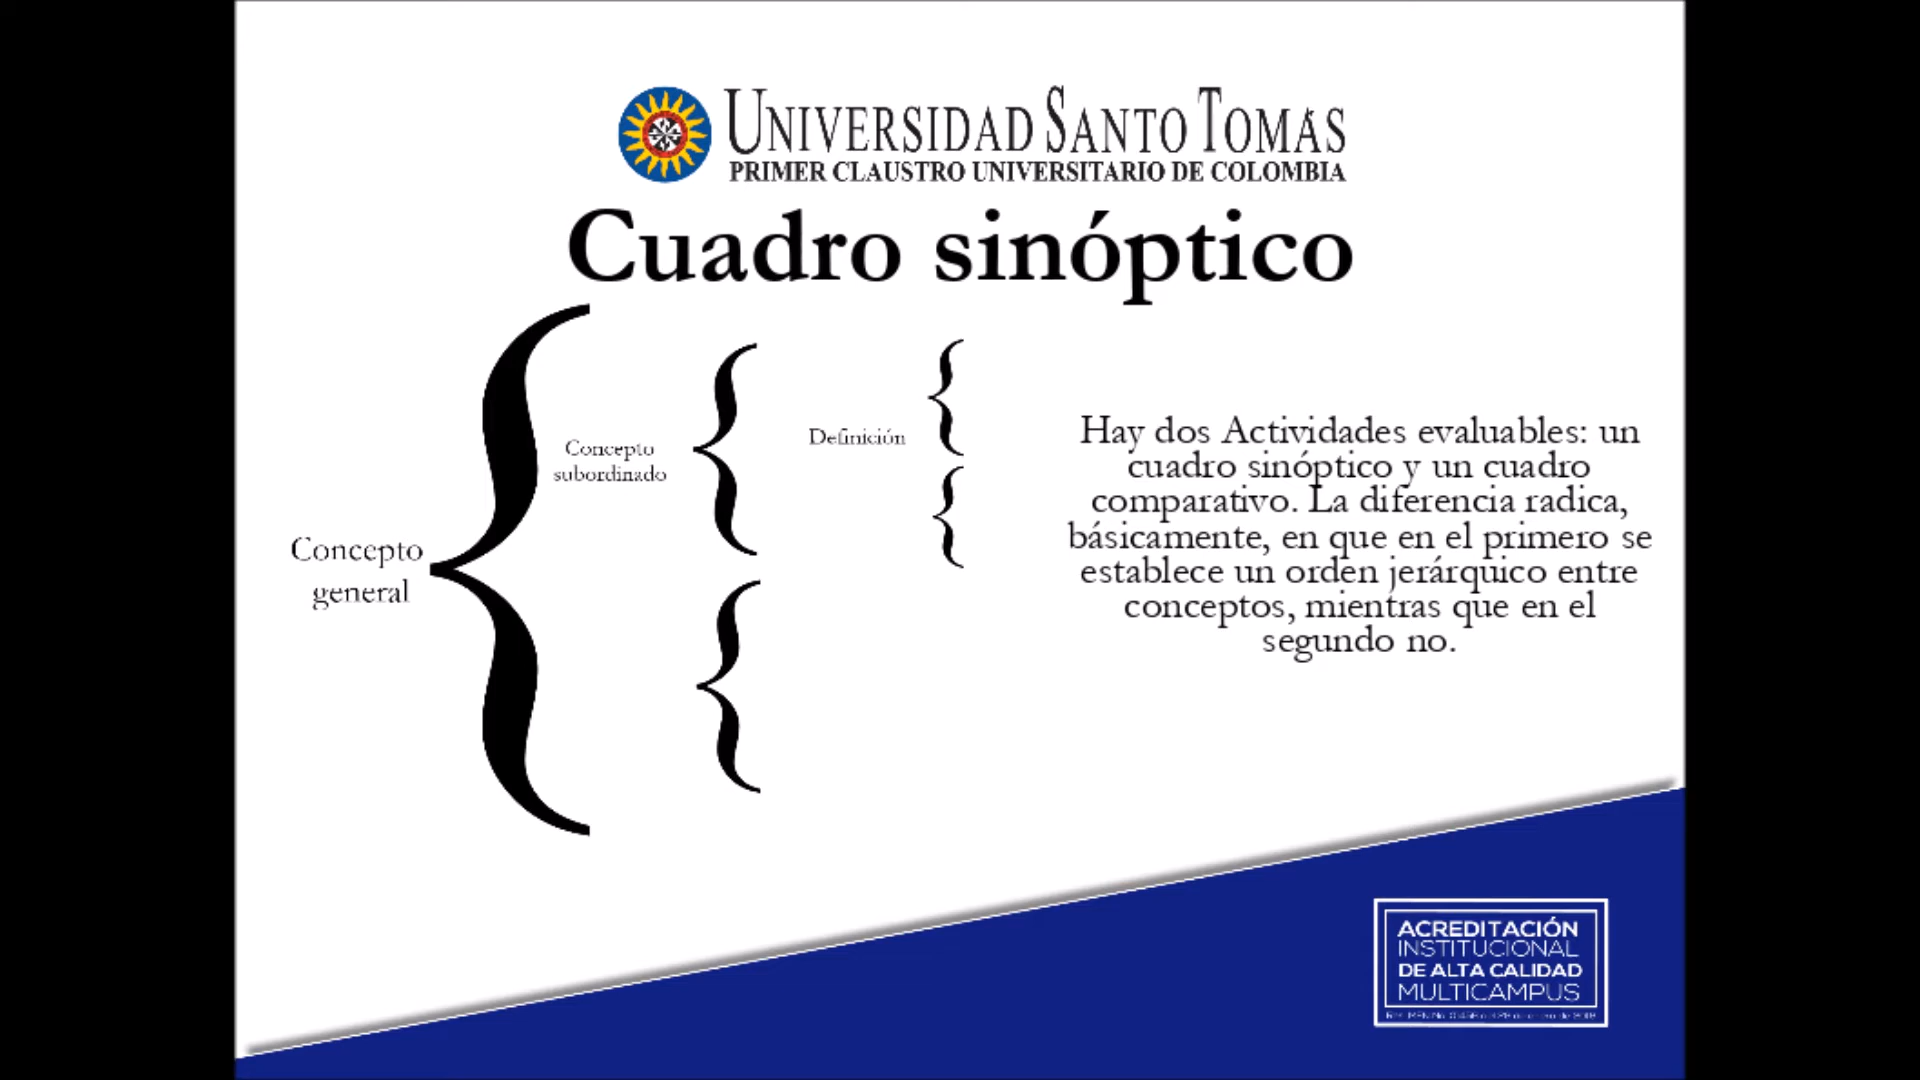 UNIVERSIDAD SANTO TOMÁS
PRIMER CLAUSTRO UNIVERSITARIO DE COLOMBIA
Cuadro sinóptico
Concepto
general
Concepto
subordinado
Definición
Hay dos Actividades evaluables: un
cuadro sinóptico y un cuadro
comparativo. La diferencia radica,
básicamente, en que en el primero se
establece un orden jerárquico entre
conceptos, mientras que en el
segundo no.
ACREDITACIÓN
INSTITUCIONAL
DE ALTA CALIDAD
MULTICAMPUS